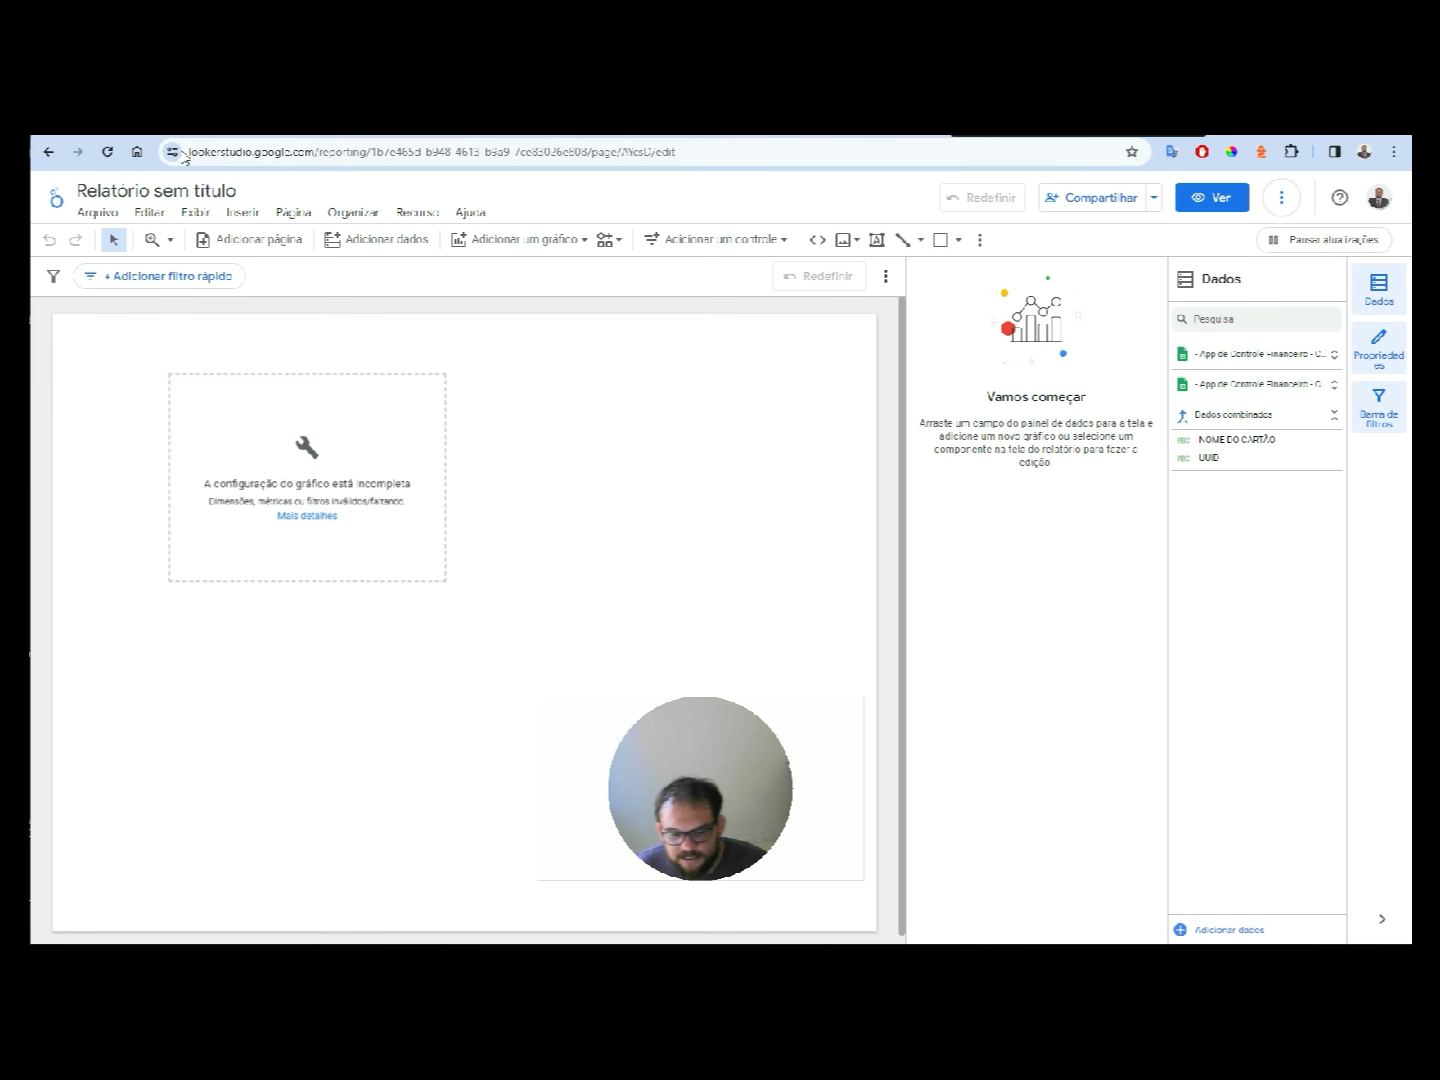 lookerstudio.google.com/reporting/1b7e465d-b948-4613-b9a9-7ce83026e808/page/AYcsD/edit
Relatório sem título
Arquivo Editar Exibir Inserir Página Organizar Recurso Ajuda
Redefinir
Compartilhar
Ver
Adicionar página
Adicionar dados
Adicionar um gráfico
Adicionar um controle
Pausar atualizações
+ Adicionar filtro rápido
Redefinir
A configuração do gráfico está incompleta
Dimensões, métricas ou filtros inválidos/faltando.
Mais detalhes
Vamos começar
Arraste um campo do painel de dados para a tela e
adicione um novo gráfico ou selecione um
componente na tela do relatório para fazer a
edição
Dados
Pesquisa
- App de Controle Financeiro - C...
- App de Controle Financeiro - C
Dados combinados
ABC NOME DO CARTÃO
ABC UUID
Adicionar dados
Dados
Propriedad
es
Barra de
filtros